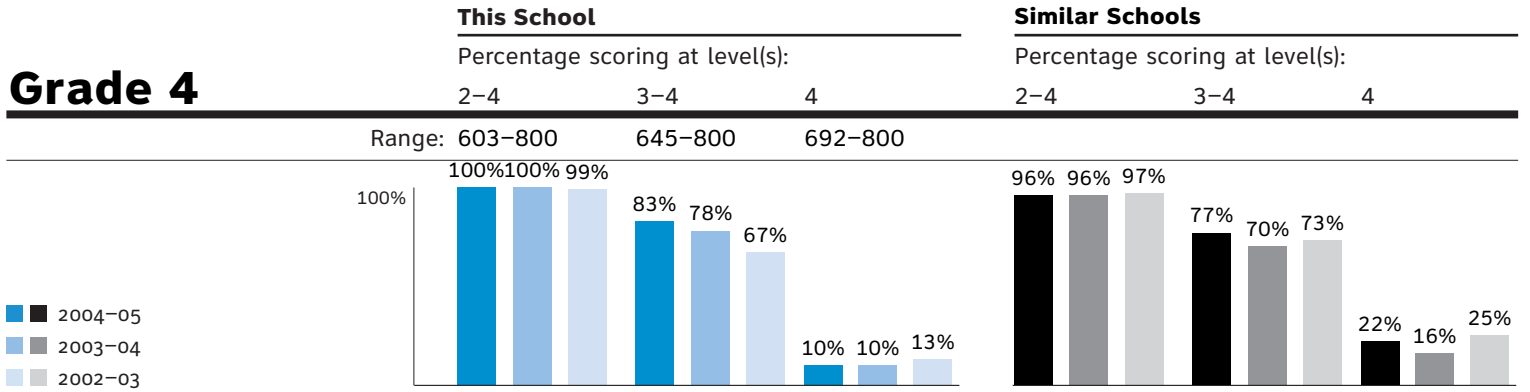 This School Similar Schools
Percentage scoring at level(s): Percentage scoring at level(s):
Grade 4 2–4 3–4 4 2–4 3–4 4
Range: 603–800 645–800 692–800
100% 100% 100% 99% 83% 78% 67% 10% 10% 13% 96% 96% 97% 77% 70% 73% 22% 16% 25%
2004–05
2003–04
2002–03